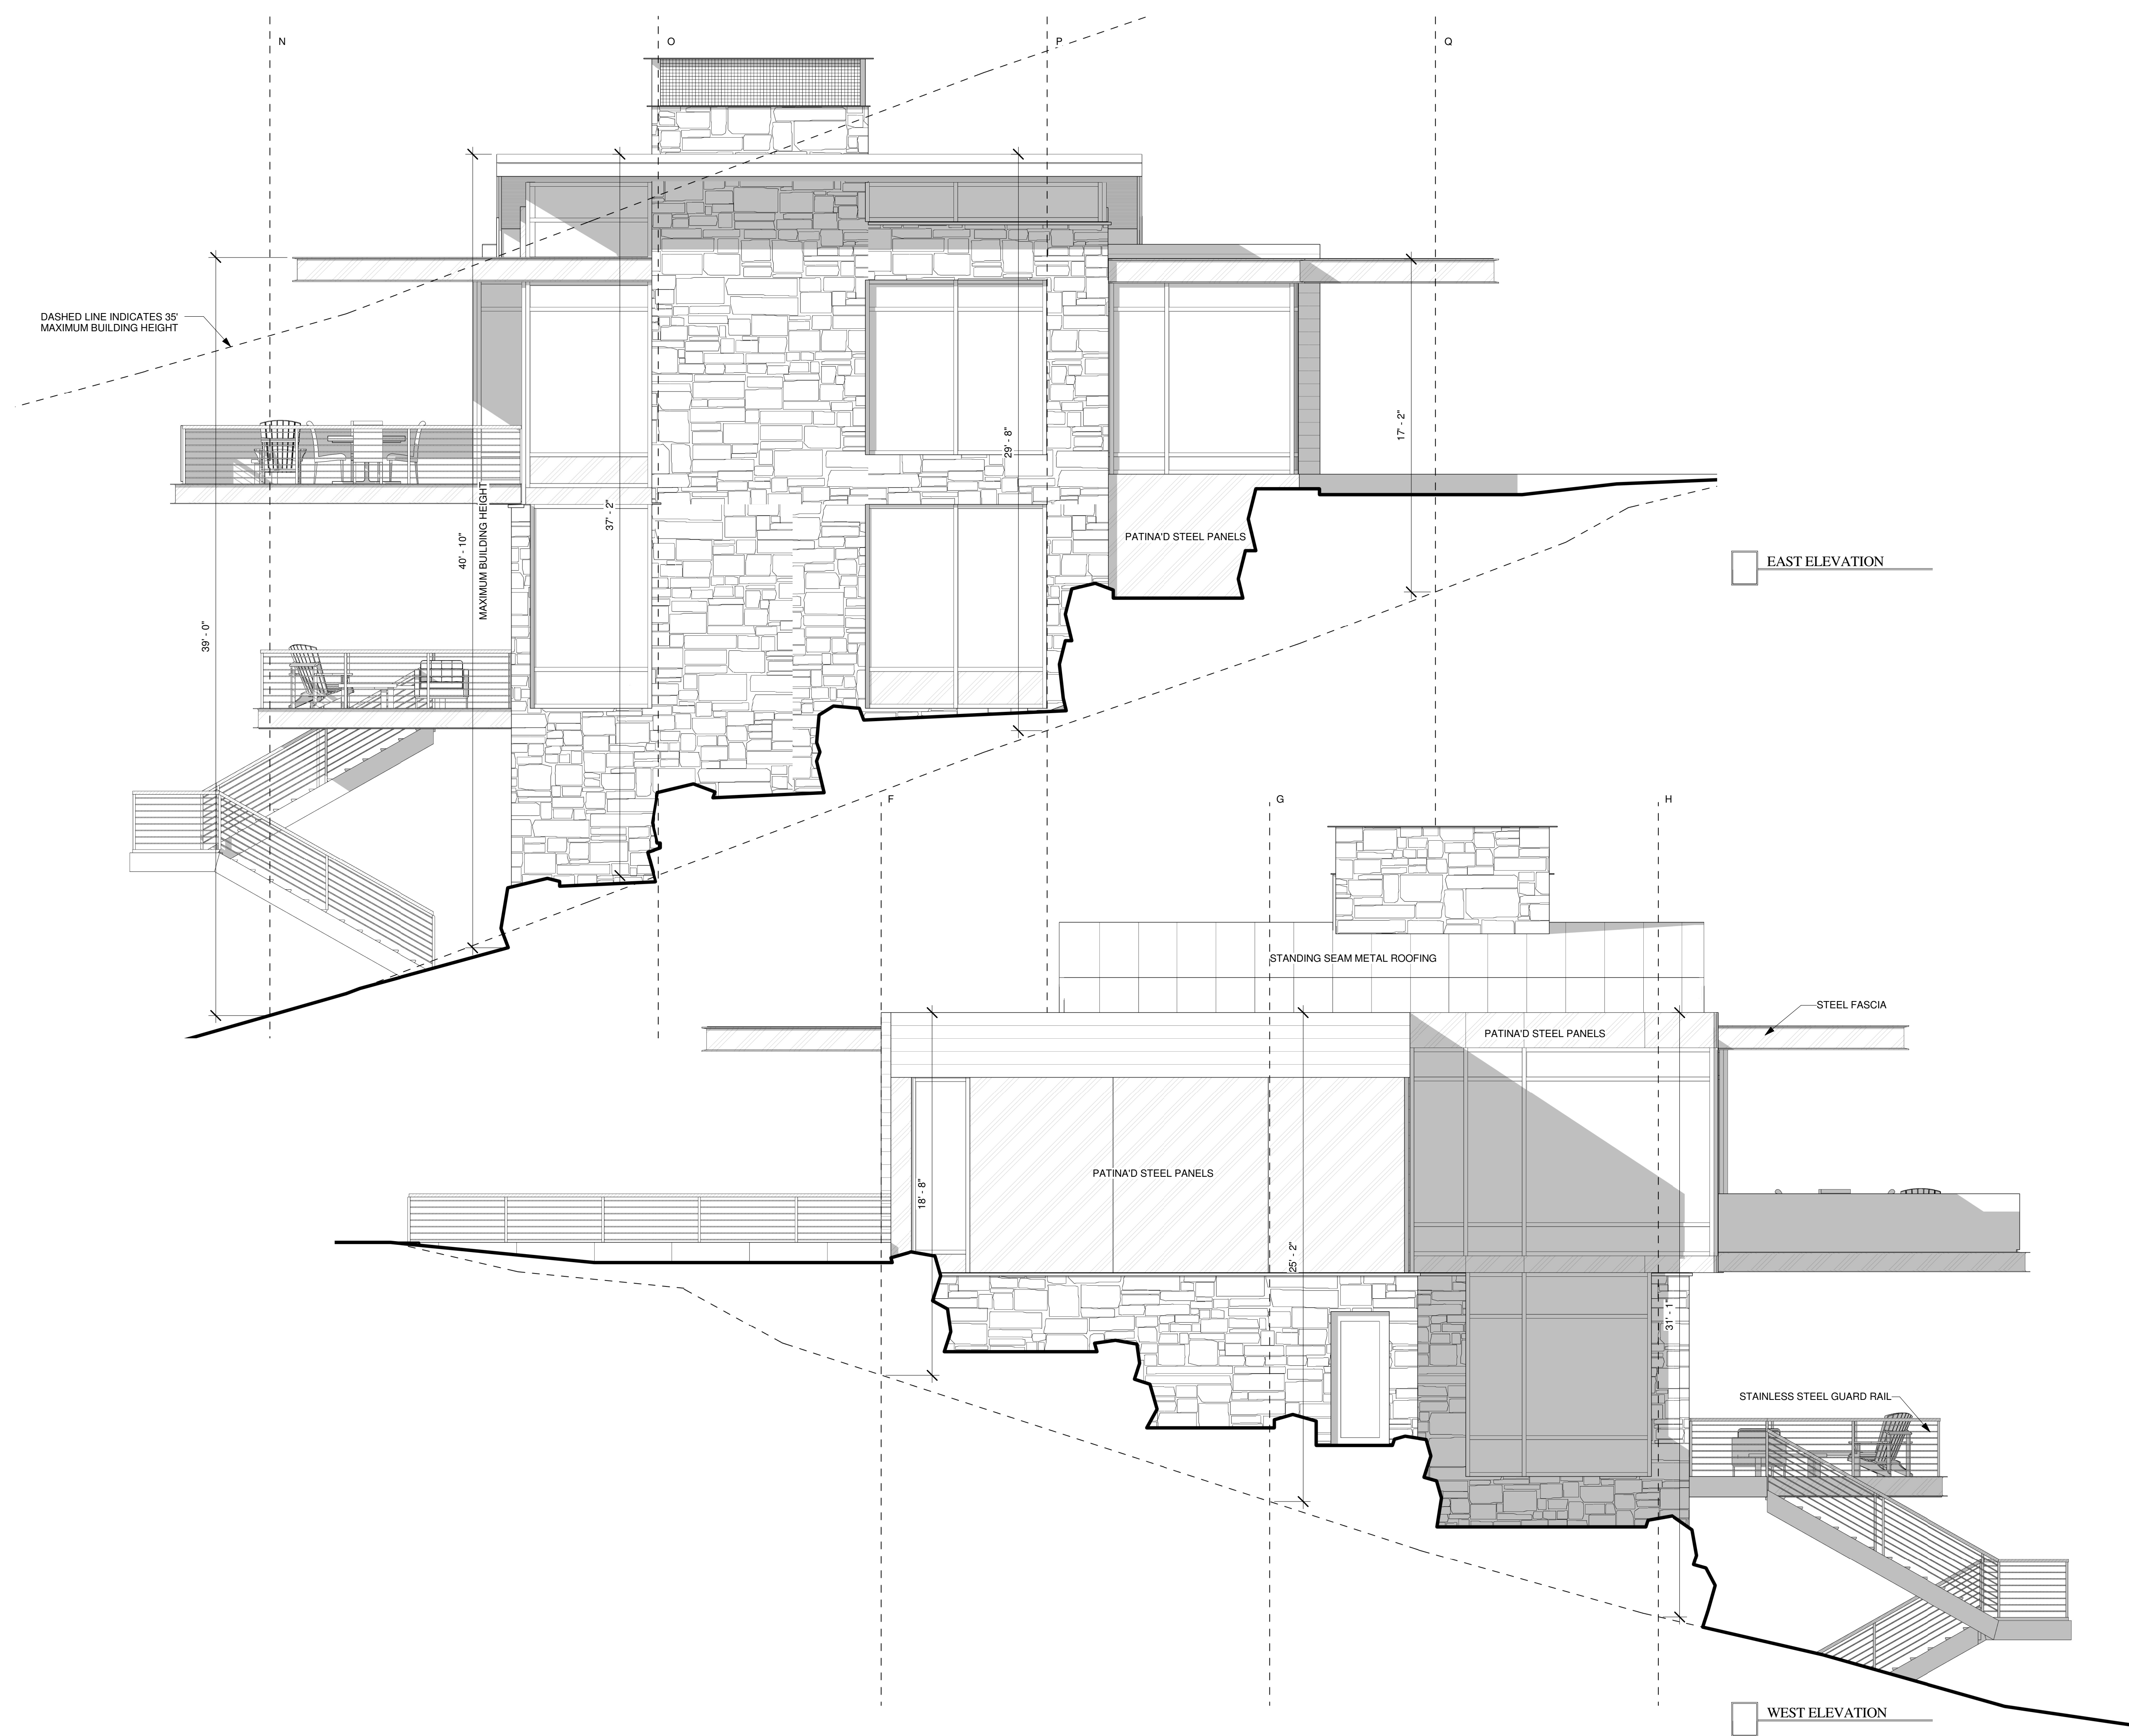 N
O
P
Q
DASHED LINE INDICATES 35'
MAXIMUM BUILDING HEIGHT
39' - 0"
40' - 10"
MAXIMUM BUILDING HEIGHT
37' - 2"
29' - 8"
17' - 2"
PATINA'D STEEL PANELS
EAST ELEVATION
F
G
H
STANDING SEAM METAL ROOFING
STEEL FASCIA
PATINA'D STEEL PANELS
PATINA'D STEEL PANELS
18' - 8"
25' - 2"
31' - 1"
STAINLESS STEEL GUARD RAIL
WEST ELEVATION